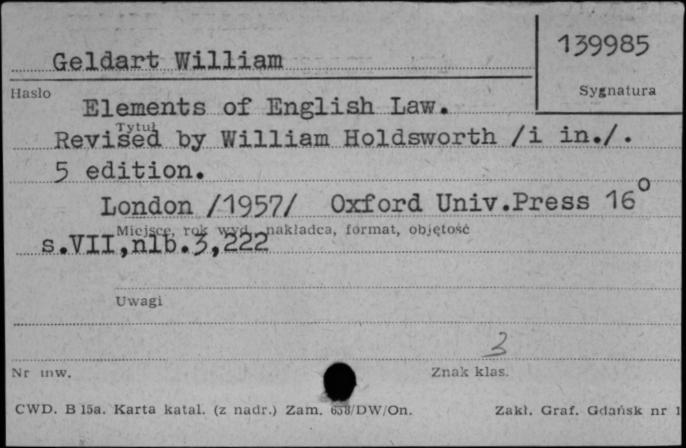 Geldart William
139985
Hasło
Sygnatura
Elements of English Law.
Tytuł
Revised by William Holdsworth /i in./.
5 edition.
London /1957/ Oxford Univ.Press 16°
Miejsce, rok wyd., nakładca, format, objętość
s.VII,nlb.3,222
Uwagi
3
Nr inw.
Znak klas.
CWD. B 15a. Karta katal. (z nadr.) Zam. 638/DW/On.
Zakł. Graf. Gdańsk nr 1